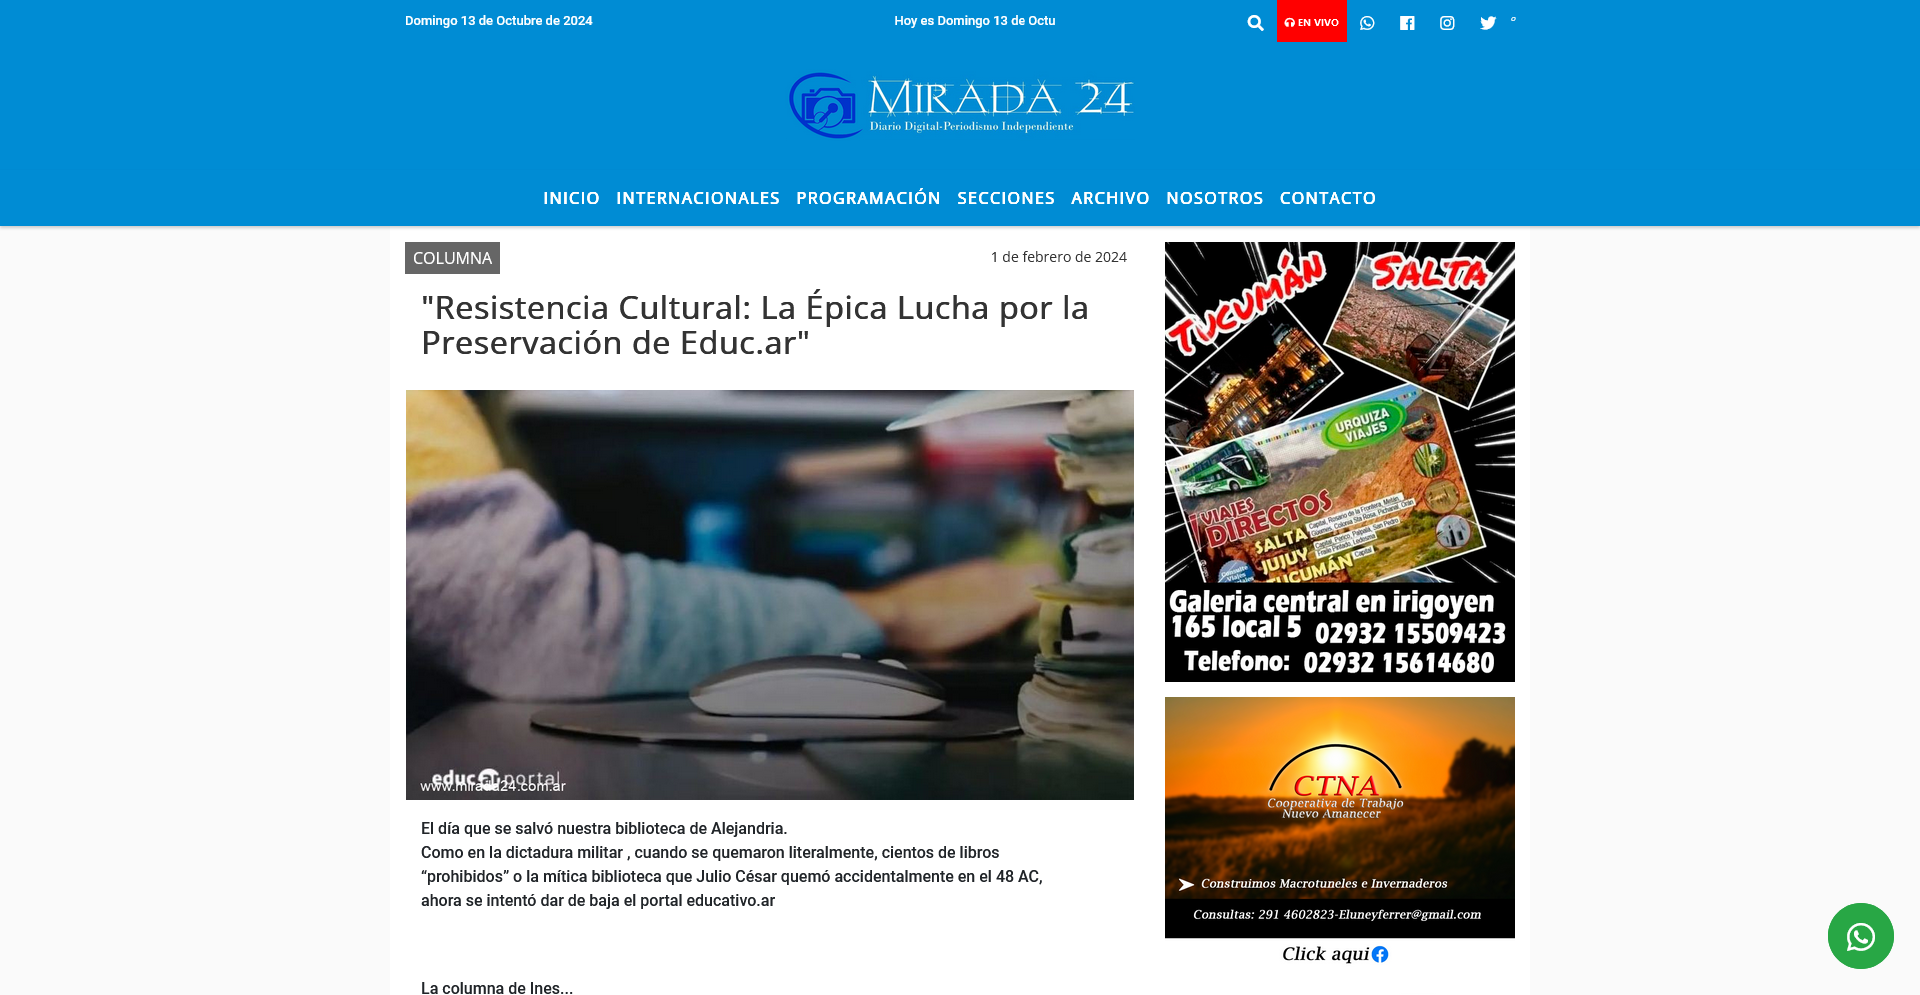 Domingo 13 de Octubre de 2024
Hoy es Domingo 13 de Octu
EN VIVO
MIRADA 24
Diario Digital-Periodismo Independiente
INICIO INTERNACIONALES PROGRAMACIÓN SECCIONES ARCHIVO NOSOTROS CONTACTO
COLUMNA
1 de febrero de 2024
"Resistencia Cultural: La Épica Lucha por la
Preservación de Educ.ar"
educ.ar portal
www.mirada24.com.ar
El día que se salvó nuestra biblioteca de Alejandria.
Como en la dictadura militar , cuando se quemaron literalmente, cientos de libros
“prohibidos” o la mítica biblioteca que Julio César quemó accidentalmente en el 48 AC,
ahora se intentó dar de baja el portal educativo.ar
La columna de Ines...
TUCUMÁN
SALTA
URQUIZA
VIAJES
VIAJES
DIRECTOS
SALTA
Capital, Rosario de la Frontera, Metán,
JUJUY
TUCUMÁN
Capital
Galeria central en irigoyen
165 local 5 02932 15509423
Telefono: 02932 15614680
CTNA
Cooperativa de Trabajo
Nuevo Amanecer
Construimos Macrotuneles e Invernaderos
Consultas: 291 4602823-Eluneyferrer@gmail.com
Click aqui